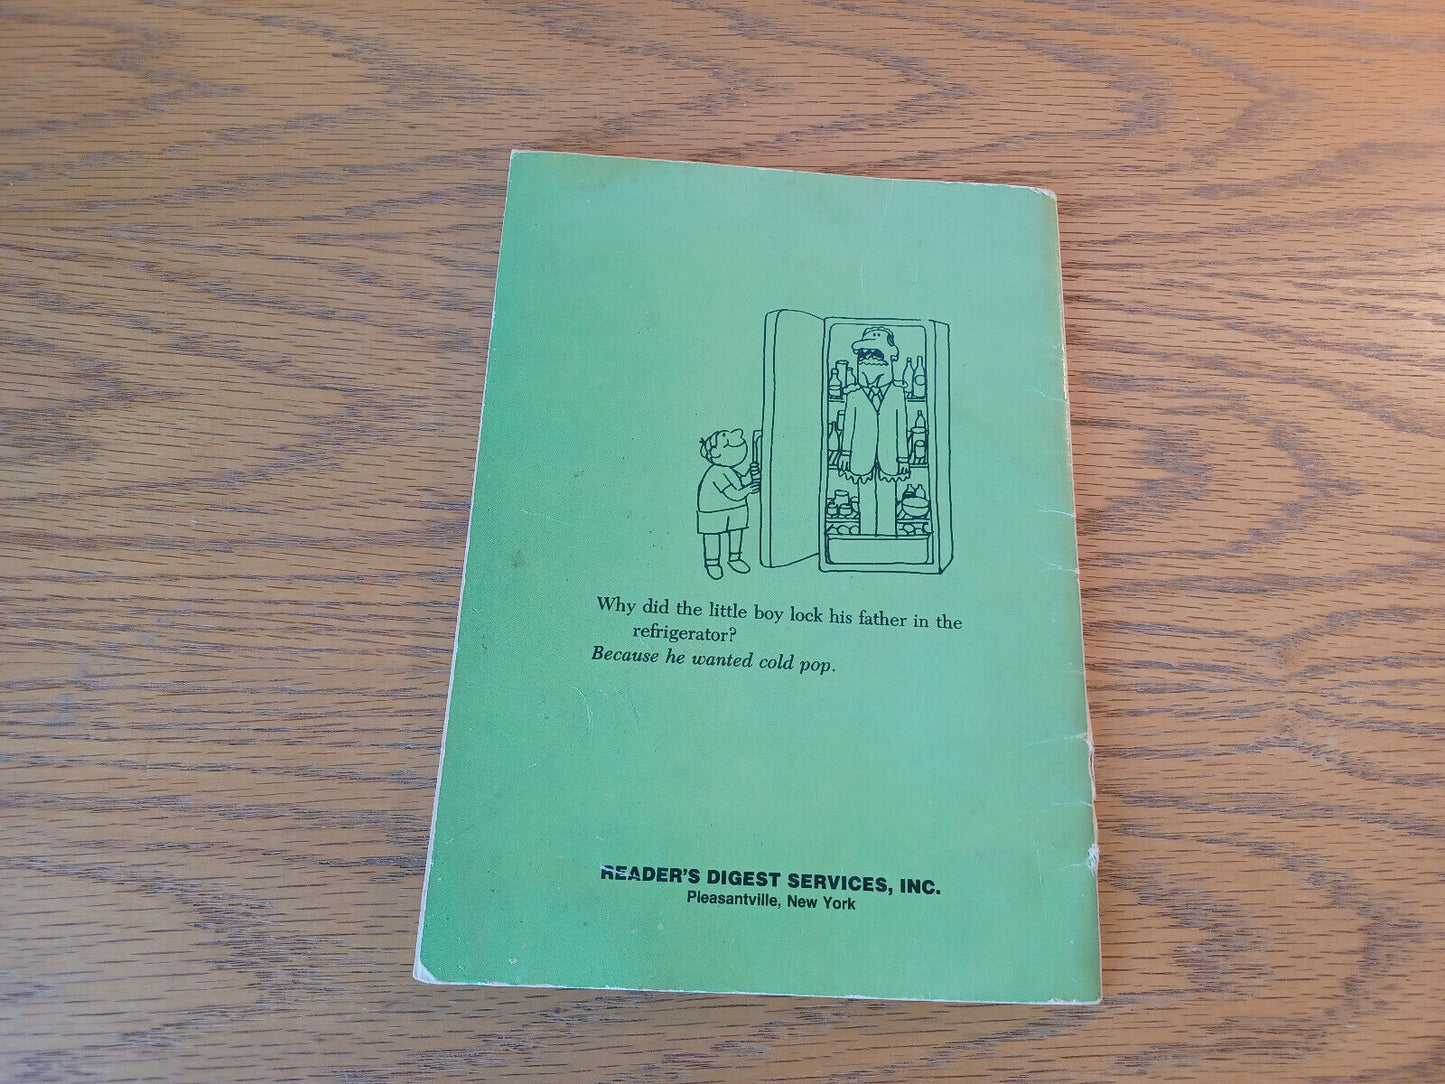 Why did the little boy lock his father in the
refrigerator?
Because he wanted cold pop.
READER'S DIGEST SERVICES, INC.
Pleasantville, New York